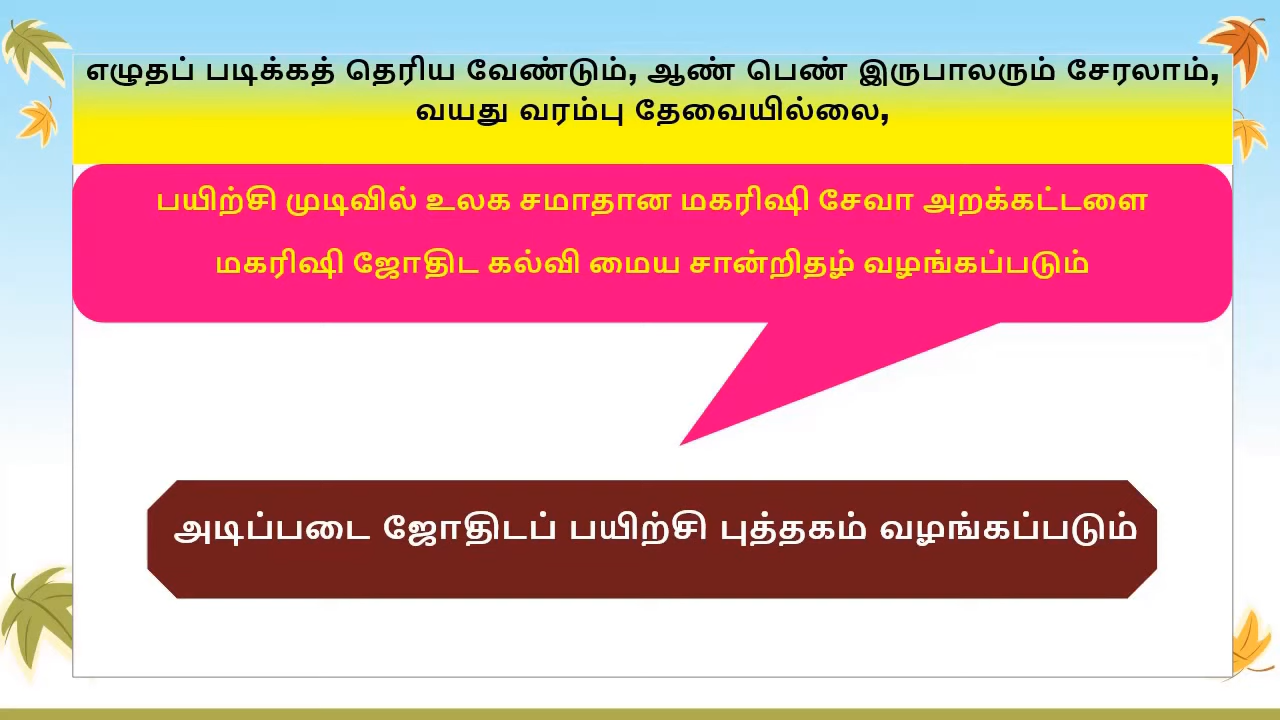 எழுதப் படிக்கத் தெரிய வேண்டும், ஆண் பெண் இருபாலரும் சேரலாம்,
வயது வரம்பு தேவையில்லை,
பயிற்சி முடிவில் உலக சமாதான மகரிஷி சேவா அறக்கட்டளை
மகரிஷி ஜோதிட கல்வி மைய சான்றிதழ் வழங்கப்படும்
அடிப்படை ஜோதிடப் பயிற்சி புத்தகம் வழங்கப்படும்